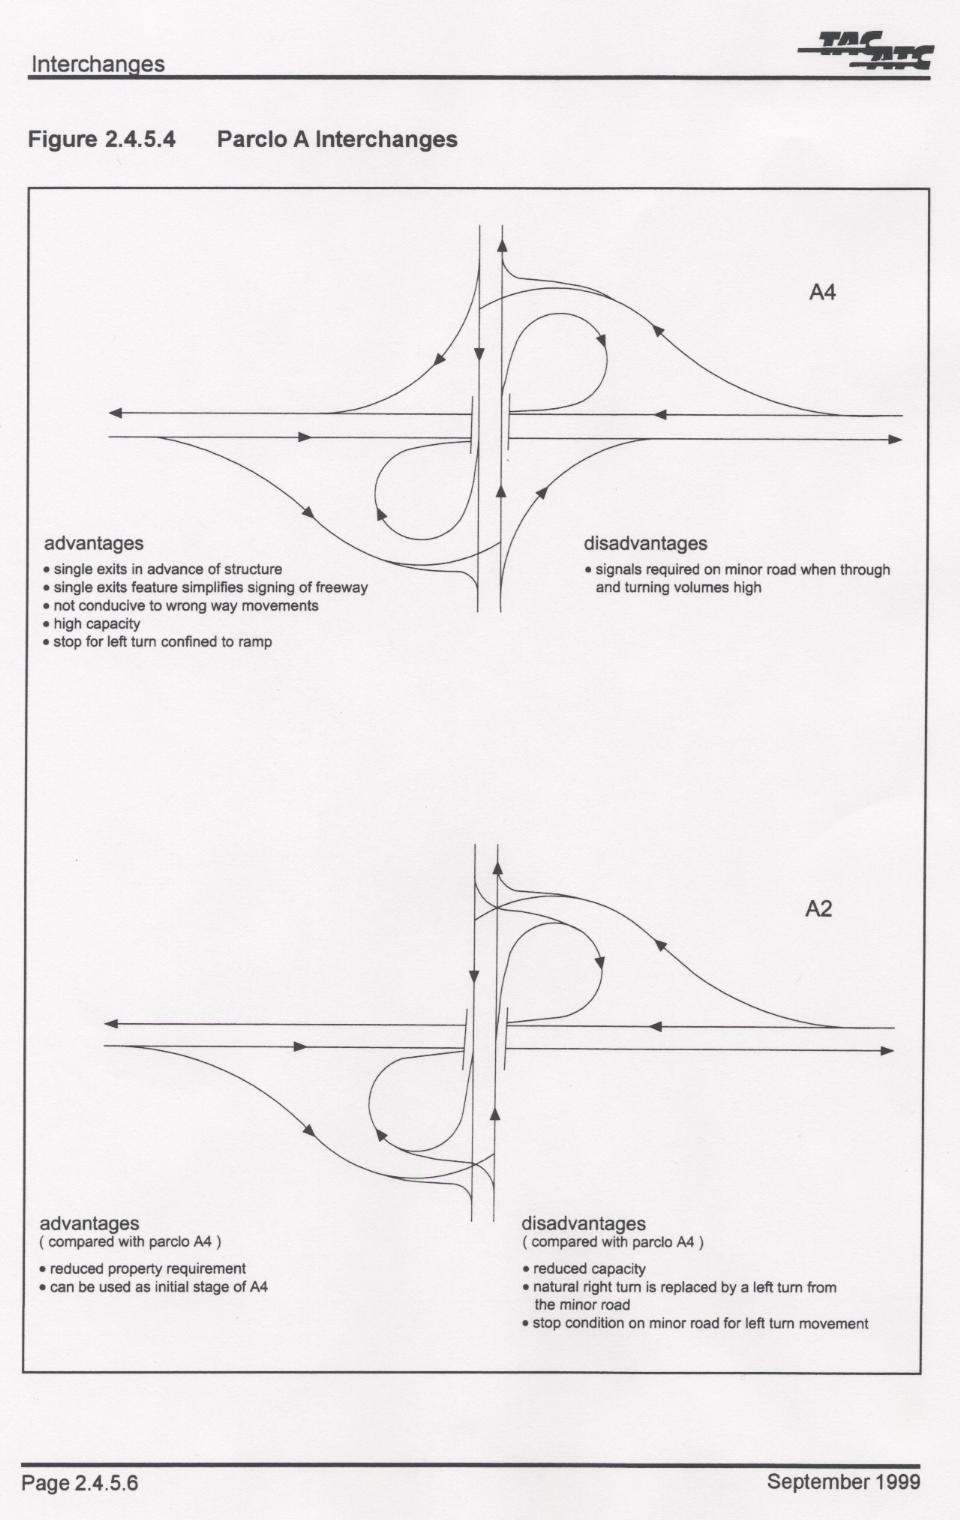 Interchanges
TAC ATC
Figure 2.4.5.4 Parclo A Interchanges
A4
advantages
• single exits in advance of structure
• single exits feature simplifies signing of freeway
• not conducive to wrong way movements
• high capacity
• stop for left turn confined to ramp
disadvantages
• signals required on minor road when through
and turning volumes high
A2
advantages
( compared with parclo A4 )
• reduced property requirement
• can be used as initial stage of A4
disadvantages
( compared with parclo A4 )
• reduced capacity
• natural right turn is replaced by a left turn from
the minor road
• stop condition on minor road for left turn movement
Page 2.4.5.6
September 1999